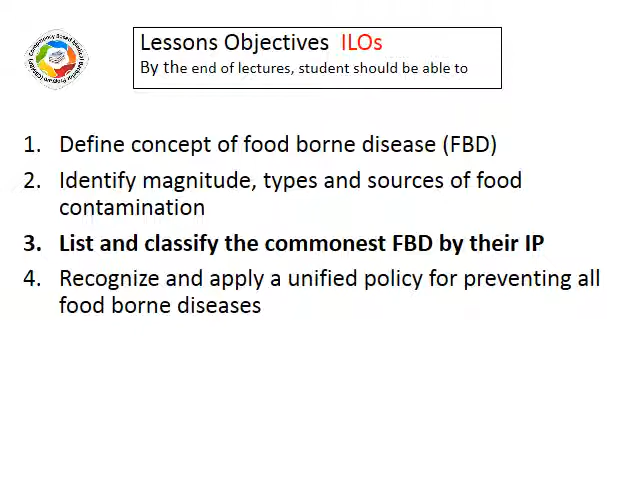 Lessons Objectives ILOs
By the end of lectures, student should be able to
1. Define concept of food borne disease (FBD)
2. Identify magnitude, types and sources of food
contamination
3. List and classify the commonest FBD by their IP
4. Recognize and apply a unified policy for preventing all
food borne diseases